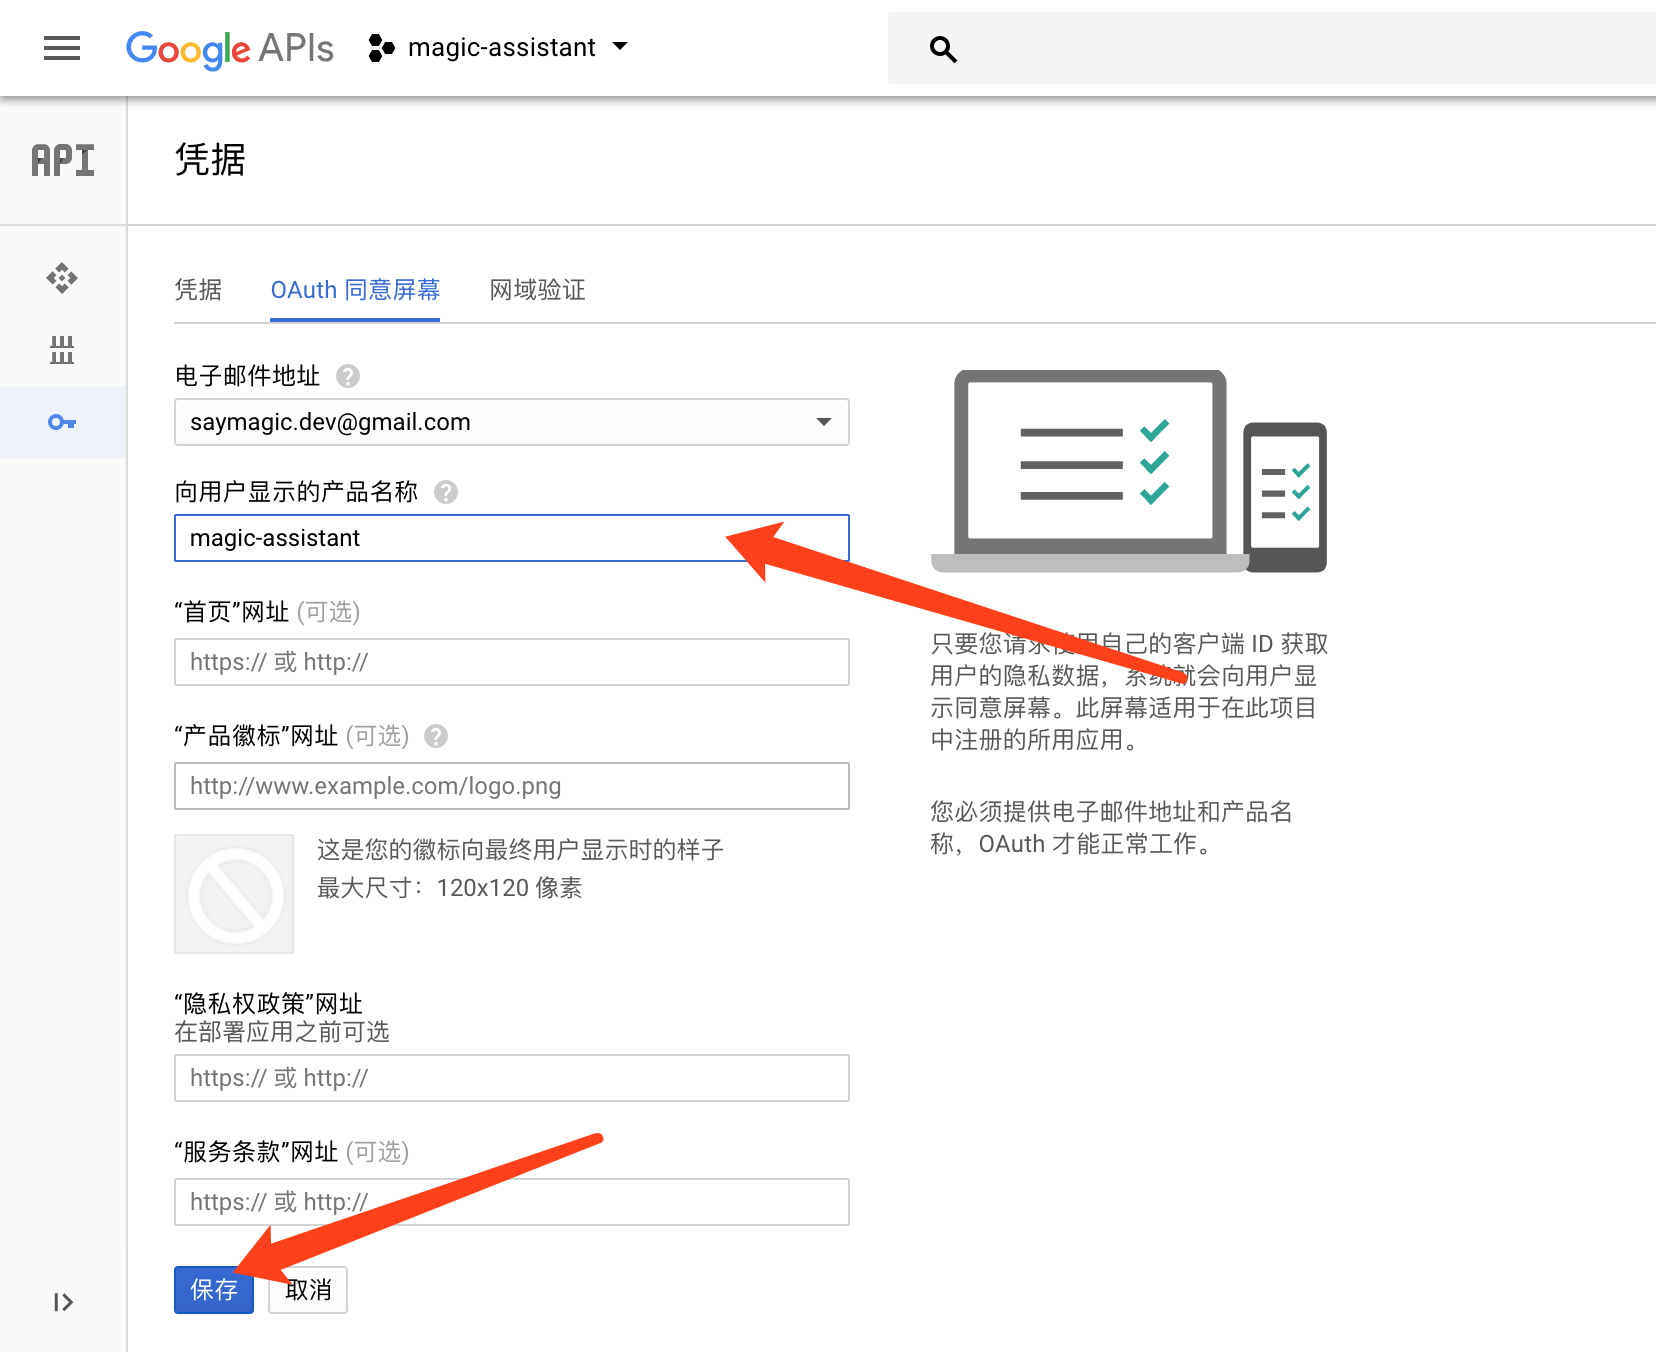 Google APIs magic-assistant
API
凭据
凭据 OAuth 同意屏幕 网域验证
电子邮件地址 ?
saymagic.dev@gmail.com
向用户显示的产品名称 ?
magic-assistant
“首页”网址 (可选)
https:// 或 http://
“产品徽标”网址 (可选) ?
http://www.example.com/logo.png
这是您的徽标向最终用户显示时的样子
最大尺寸：120x120 像素
“隐私权政策”网址
在部署应用之前可选
https:// 或 http://
“服务条款”网址 (可选)
https:// 或 http://
保存 取消
只要您请求使用自己的客户端 ID 获取
用户的隐私数据，系统就会向用户显
示同意屏幕。此屏幕适用于在此项目
中注册的所用应用。
您必须提供电子邮件地址和产品名
称，OAuth 才能正常工作。